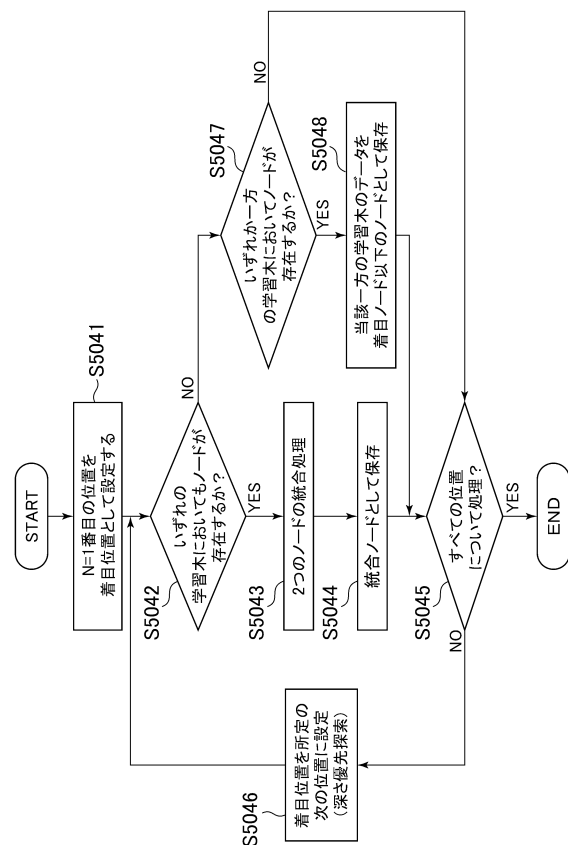 START
S5041
N=1番目の位置を
着目位置として設定する
S5042
いずれの
学習木においてもノードが
存在するか?
NO
YES
S5043
2つのノードの統合処理
S5044
統合ノードとして保存
S5047
いずれか一方
の学習木においてノードが
存在するか?
NO
YES
S5048
当該一方の学習木のデータを
着目ノード以下のノードとして保存
S5045
すべての位置
について処理?
NO
YES
S5046
着目位置を所定の
次の位置に設定
(深さ優先探索)
END